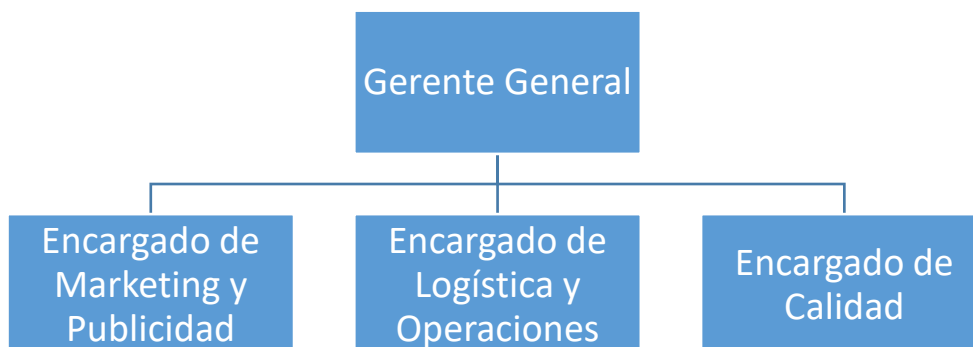 Gerente General
Encargado de
Marketing y
Publicidad
Encargado de
Logística y
Operaciones
Encargado de
Calidad